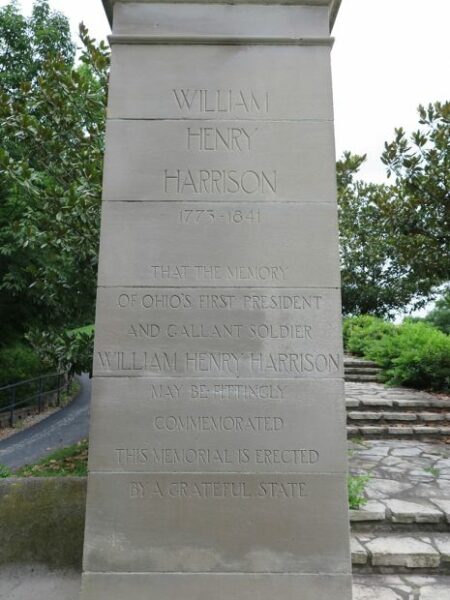 WILLIAM
HENRY
HARRISON
1773-1841
THAT THE MEMORY
OF OHIO'S FIRST PRESIDENT
AND GALLANT SOLDIER
WILLIAM HENRY HARRISON
MAY BE FITTINGLY
COMMEMORATED
THIS MEMORIAL IS ERECTED
BY A GRATEFUL STATE